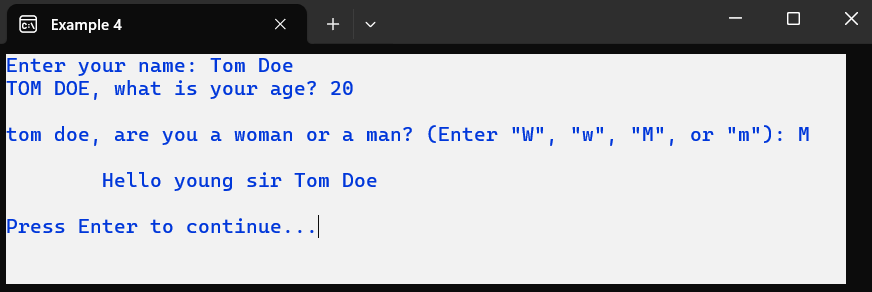 Example 4
Enter your name: Tom Doe
TOM DOE, what is your age? 20
tom doe, are you a woman or a man? (Enter "W", "w", "M", or "m"): M
Hello young sir Tom Doe
Press Enter to continue...